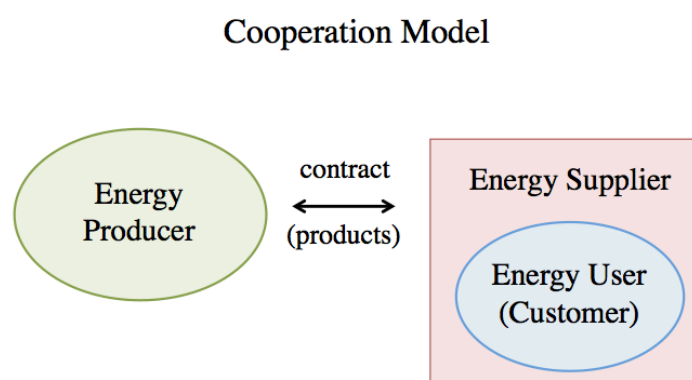 Cooperation Model
Energy
Producer
contract
(products)
Energy Supplier
Energy User
(Customer)